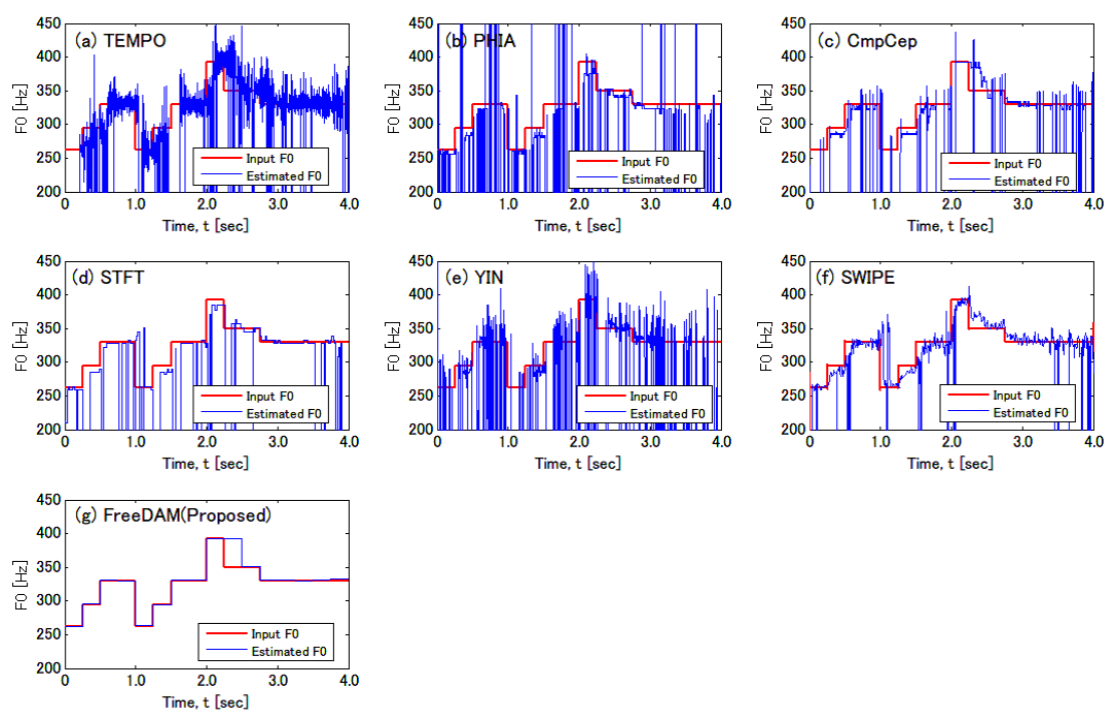 (a) TEMPO
450
400
350
300
250
200
F0 [Hz]
Input F0
Estimated F0
0
1.0
2.0
3.0
4.0
Time, t [sec]
(b) PHIA
450
400
350
300
250
200
F0 [Hz]
Input F0
Estimated F0
0
1.0
2.0
3.0
4.0
Time, t [sec]
(c) CmpCep
450
400
350
300
250
200
F0 [Hz]
Input F0
Estimated F0
0
1.0
2.0
3.0
4.0
Time, t [sec]
(d) STFT
450
400
350
300
250
200
F0 [Hz]
Input F0
Estimated F0
0
1.0
2.0
3.0
4.0
Time, t [sec]
(e) YIN
450
400
350
300
250
200
F0 [Hz]
Input F0
Estimated F0
0
1.0
2.0
3.0
4.0
Time, t [sec]
(f) SWIPE
450
400
350
300
250
200
F0 [Hz]
Input F0
Estimated F0
0
1.0
2.0
3.0
4.0
Time, t [sec]
(g) FreeDAM(Proposed)
450
400
350
300
250
200
F0 [Hz]
Input F0
Estimated F0
0
1.0
2.0
3.0
4.0
Time, t [sec]